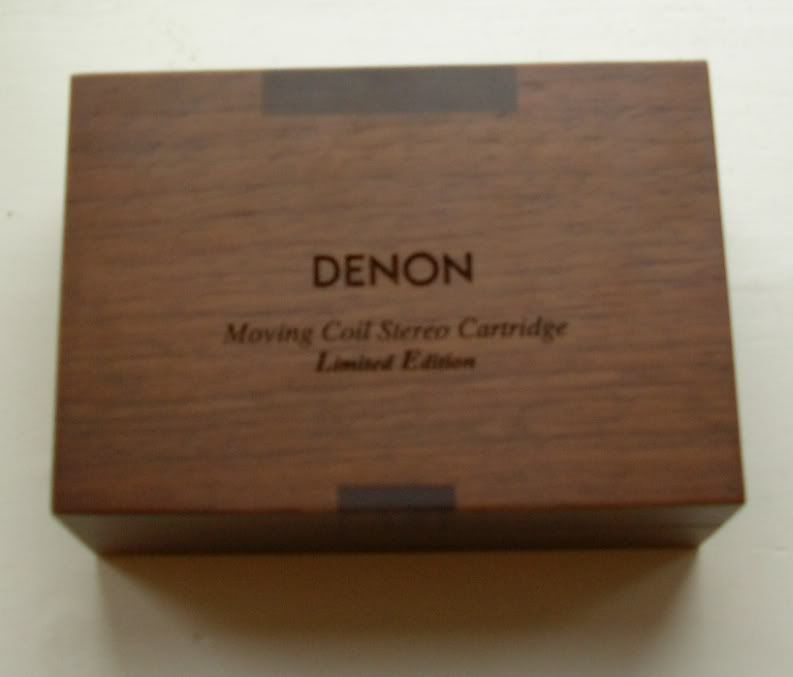 DENON
Moving Coil Stereo Cartridge
Limited Edition